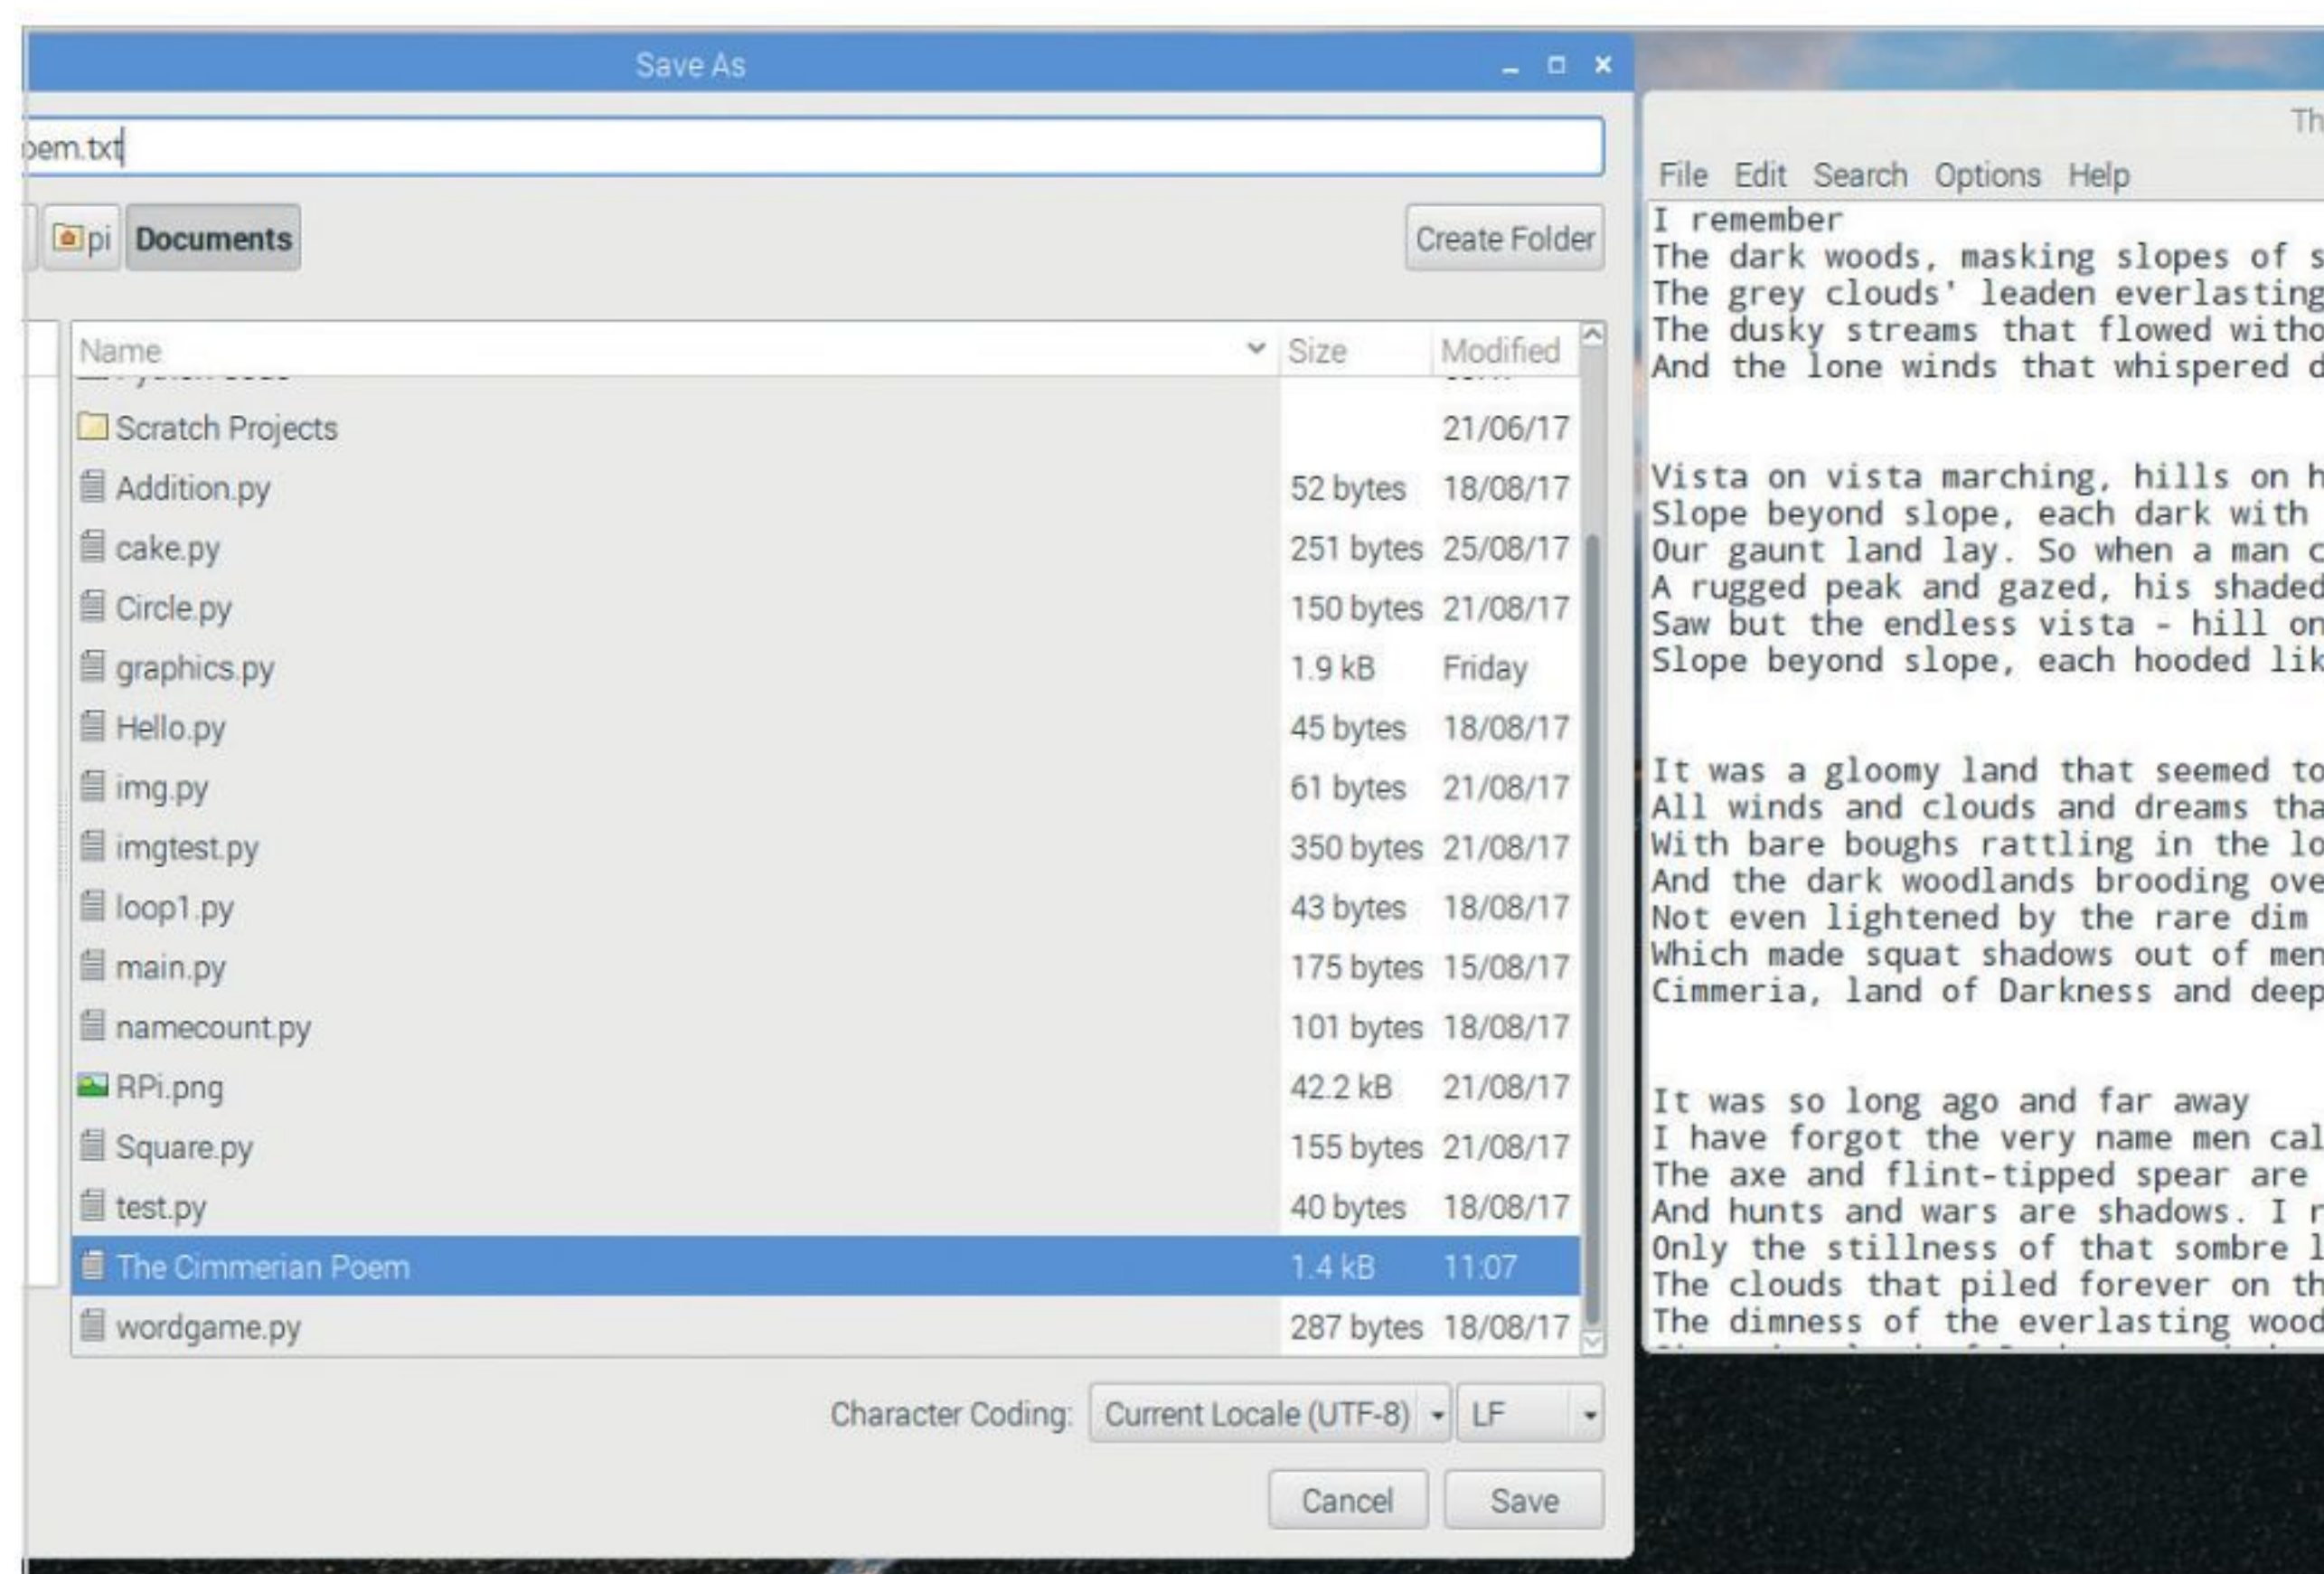 Save As
oem.txt
pi Documents Create Folder
Name Size Modified
Scratch Projects 21/06/17
Addition.py 52 bytes 18/08/17
cake.py 251 bytes 25/08/17
Circle.py 150 bytes 21/08/17
graphics.py 1.9 kB Friday
Hello.py 45 bytes 18/08/17
img.py 61 bytes 21/08/17
imgtest.py 350 bytes 21/08/17
loop1.py 43 bytes 18/08/17
main.py 175 bytes 15/08/17
namecount.py 101 bytes 18/08/17
RPi.png 42.2 kB 21/08/17
Square.py 155 bytes 21/08/17
test.py 40 bytes 18/08/17
The Cimmerian Poem 1.4 kB 11:07
wordgame.py 287 bytes 18/08/17
Character Coding: Current Locale (UTF-8) LF
Cancel Save
Th
File Edit Search Options Help
I remember
The dark woods, masking slopes of s
The grey clouds' leaden everlasting
The dusky streams that flowed witho
And the lone winds that whispered d
Vista on vista marching, hills on h
Slope beyond slope, each dark with
Our gaunt land lay. So when a man c
A rugged peak and gazed, his shaded
Saw but the endless vista - hill on
Slope beyond slope, each hooded lik
It was a gloomy land that seemed to
All winds and clouds and dreams tha
With bare boughs rattling in the lo
And the dark woodlands brooding ove
Not even lightened by the rare dim
Which made squat shadows out of men
Cimmeria, land of Darkness and deep
It was so long ago and far away
I have forgot the very name men cal
The axe and flint-tipped spear are
And hunts and wars are shadows. I r
Only the stillness of that sombre l
The clouds that piled forever on th
The dimness of the everlasting wood